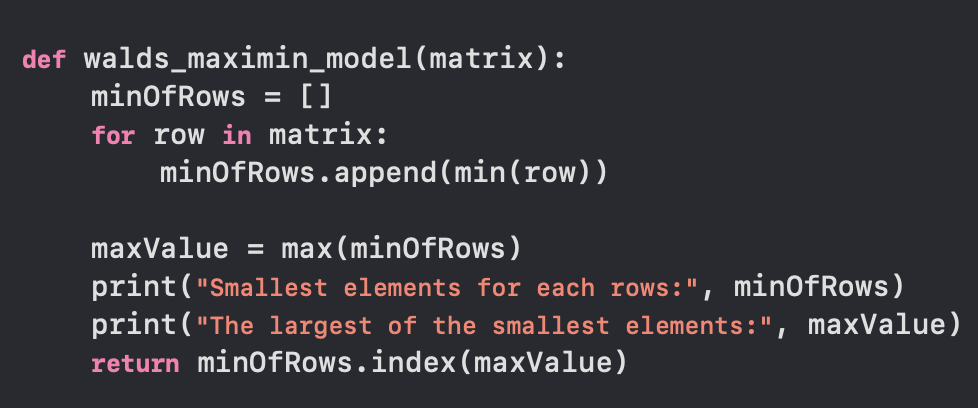 def walds_maximin_model(matrix):
    minOfRows = []
    for row in matrix:
        minOfRows.append(min(row))

    maxValue = max(minOfRows)
    print("Smallest elements for each rows:", minOfRows)
    print("The largest of the smallest elements:", maxValue)
    return minOfRows.index(maxValue)